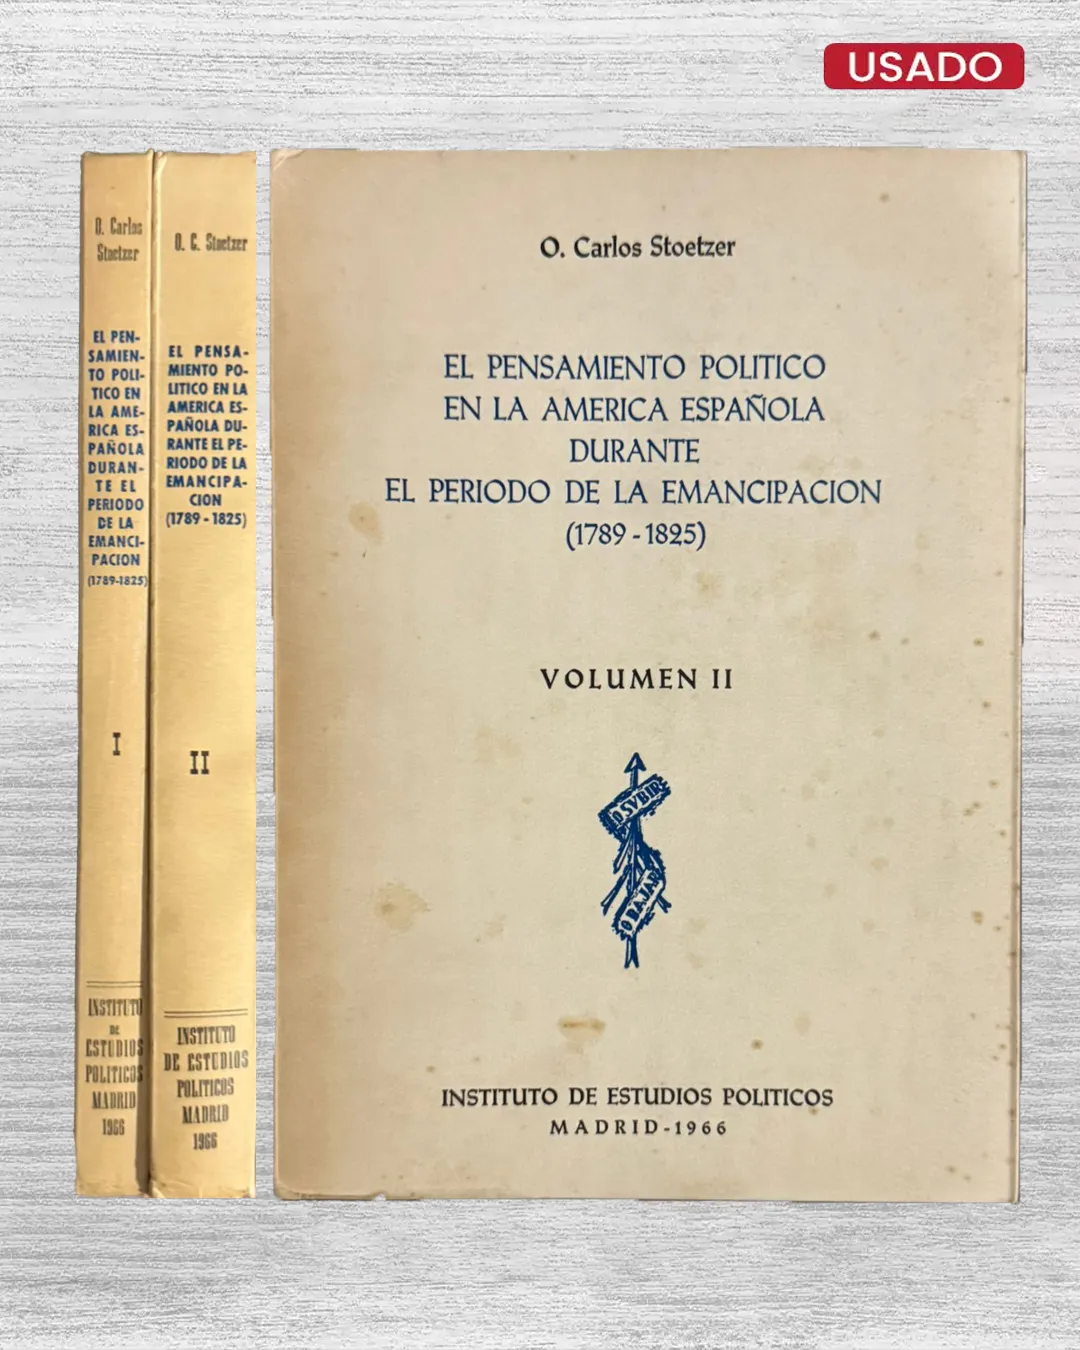 USADO
O. Carlos
Stoetzer
EL PEN-
SAMIEN-
TO POLI-
TICO EN
LA AME-
RICA ES-
PAÑOLA
DURAN-
TE EL
PERIODO
DE LA
EMANCI-
PACION
(1789-1825)
I
INSTITUTO
DE
ESTUDIOS
POLITICOS
MADRID
1966
O. C. Stoetzer
EL PENSA-
MIENTO PO-
LITICO EN LA
AMERICA ES-
PAÑOLA DU-
RANTE EL PE-
RIODO DE LA
EMANCIPA-
CION
(1789-1825)
II
INSTITUTO
DE ESTUDIOS
POLITICOS
MADRID
1966
O. Carlos Stoetzer
EL PENSAMIENTO POLITICO
EN LA AMERICA ESPAÑOLA
DURANTE
EL PERIODO DE LA EMANCIPACION
(1789-1825)
VOLUMEN II
O SVBIR
O BAJAR
INSTITUTO DE ESTUDIOS POLITICOS
MADRID-1966